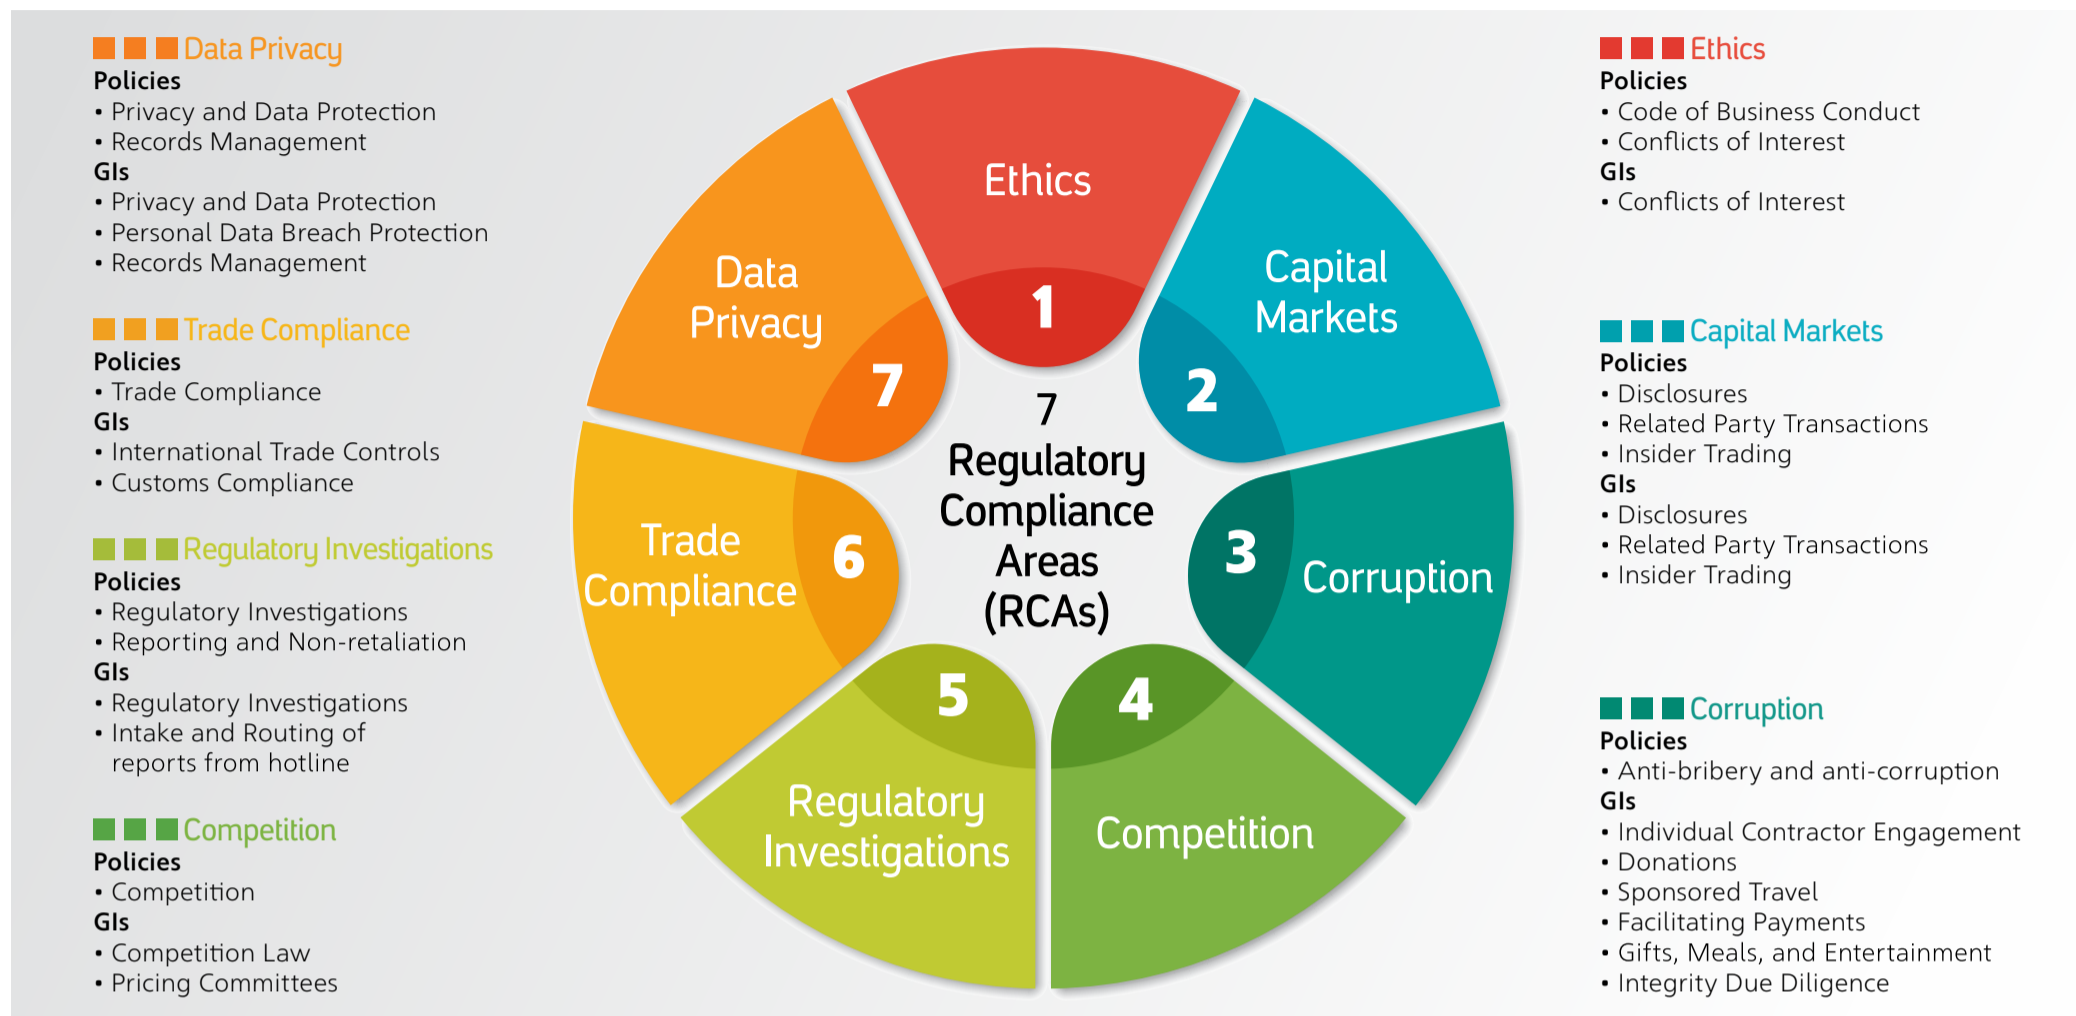 Data Privacy
Policies
• Privacy and Data Protection
• Records Management
GIs
• Privacy and Data Protection
• Personal Data Breach Protection
• Records Management
Trade Compliance
Policies
• Trade Compliance
GIs
• International Trade Controls
• Customs Compliance
Regulatory Investigations
Policies
• Regulatory Investigations
• Reporting and Non-retaliation
GIs
• Regulatory Investigations
• Intake and Routing of
reports from hotline
Competition
Policies
• Competition
GIs
• Competition Law
• Pricing Committees
Ethics
1
Capital
Markets
2
Corruption
3
Competition
4
Regulatory
Investigations
5
Trade
Compliance
6
Data
Privacy
7
7
Regulatory
Compliance
Areas
(RCAs)
Ethics
Policies
• Code of Business Conduct
• Conflicts of Interest
GIs
• Conflicts of Interest
Capital Markets
Policies
• Disclosures
• Related Party Transactions
• Insider Trading
GIs
• Disclosures
• Related Party Transactions
• Insider Trading
Corruption
Policies
• Anti-bribery and anti-corruption
GIs
• Individual Contractor Engagement
• Donations
• Sponsored Travel
• Facilitating Payments
• Gifts, Meals, and Entertainment
• Integrity Due Diligence